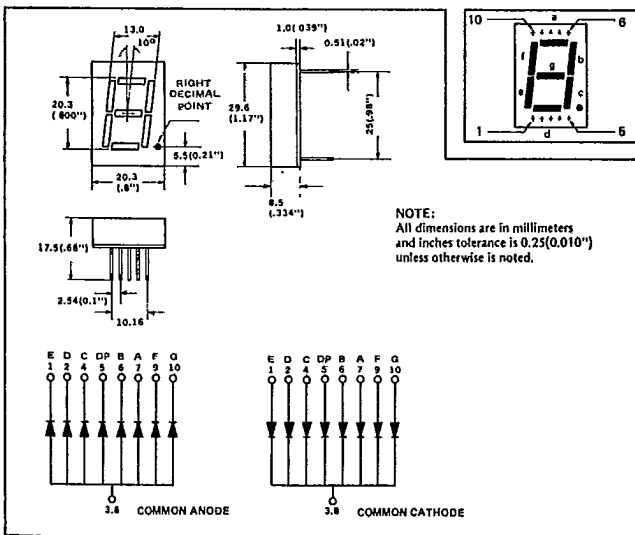 13.0
10°
20.3
(.800")
RIGHT
DECIMAL
POINT
5.5(0.21")
20.3
(.8")
1.0(.039")
0.51(.02")
29.6
(1.17")
25(.98")
8.5
(.334")
10
6
a
f
b
g
e
c
d
1
5
17.5(.68")
2.54(0.1")
10.16
NOTE:
All dimensions are in millimeters
and inches tolerance is 0.25(0.010")
unless otherwise is noted.
E D C DP B A F G
1 2 4 5 6 7 9 10
3.8 COMMON ANODE
E D C DP B A F G
1 2 4 5 6 7 9 10
3.8 COMMON CATHODE